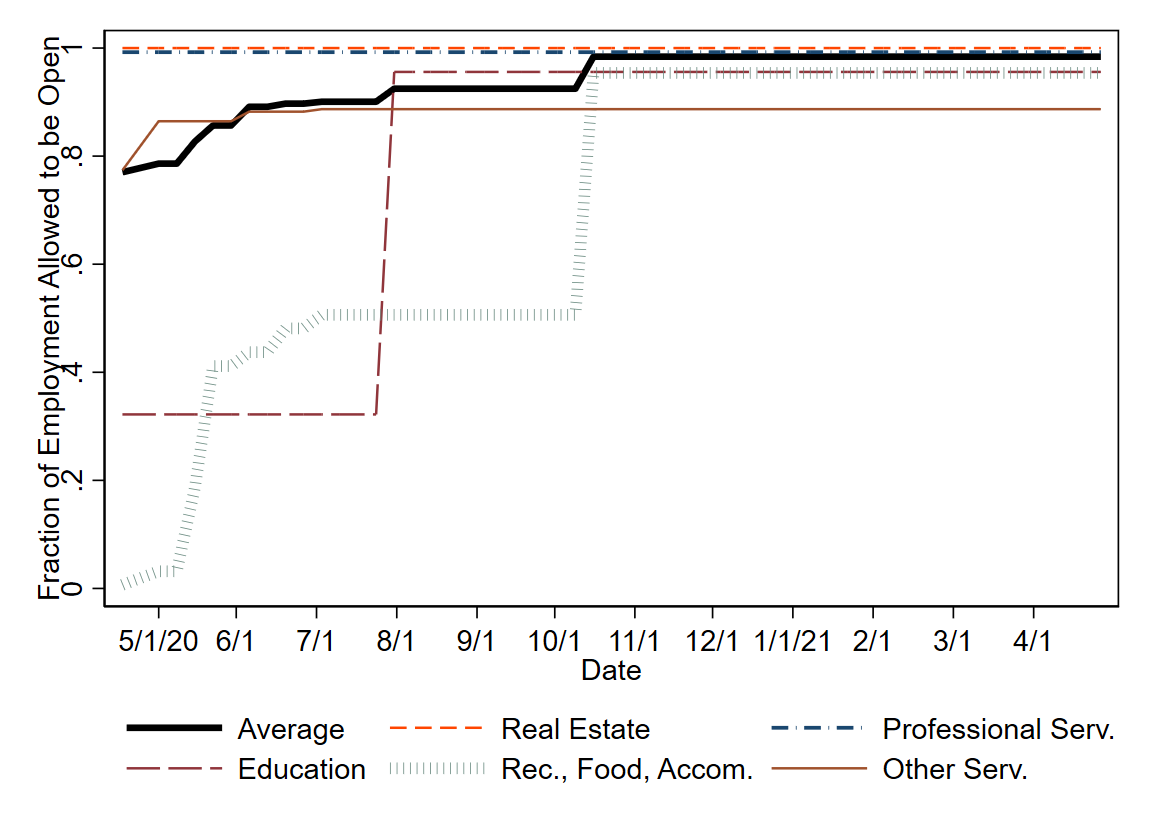 Fraction of Employment Allowed to be Open
1
.8
.6
.4
.2
0
5/1/20 6/1 7/1 8/1 9/1 10/1 11/1 12/1 1/1/21 2/1 3/1 4/1
Date
Average Real Estate Professional Serv.
Education Rec., Food, Accom. Other Serv.